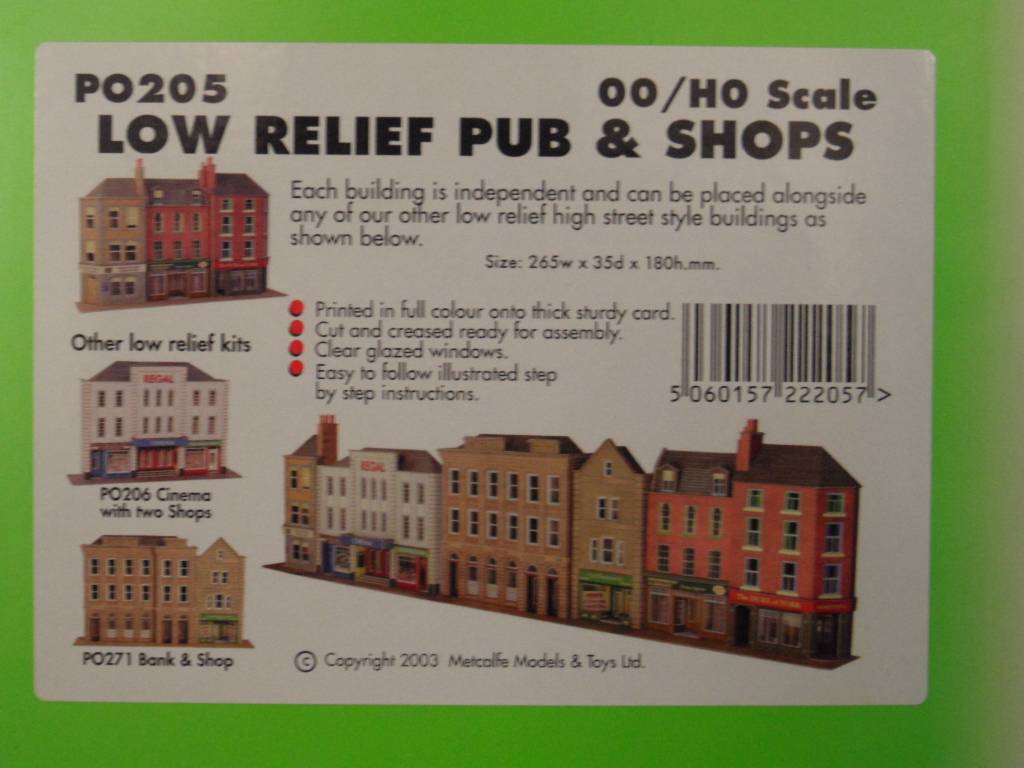 PO205
00/HO Scale
LOW RELIEF PUB & SHOPS
Each building is independent and can be placed alongside
any of our other low relief high street style buildings as
shown below.
Size: 265w x 35d x 180h.mm.
Printed in full colour onto thick sturdy card.
Cut and creased ready for assembly.
Clear glazed windows.
Easy to follow illustrated step
by step instructions.
5 060157 222057 >
Other low relief kits
REGAL
PO206 Cinema
with two Shops
REGAL
PO271 Bank & Shop
© Copyright 2003 Metcalfe Models & Toys Ltd.